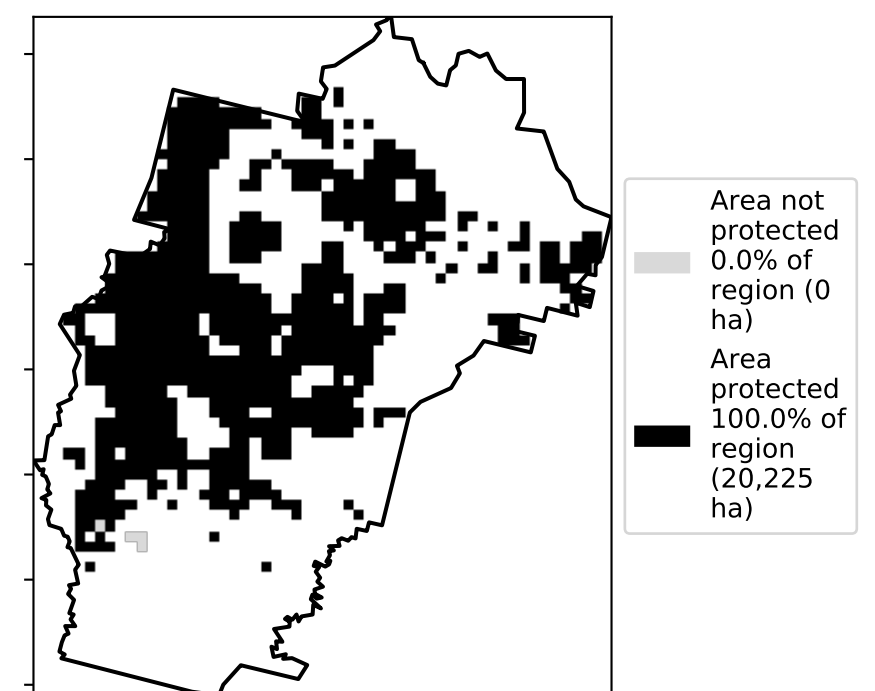 Area not
protected
0.0% of
region (0
ha)
Area
protected
100.0% of
region
(20,225
ha)